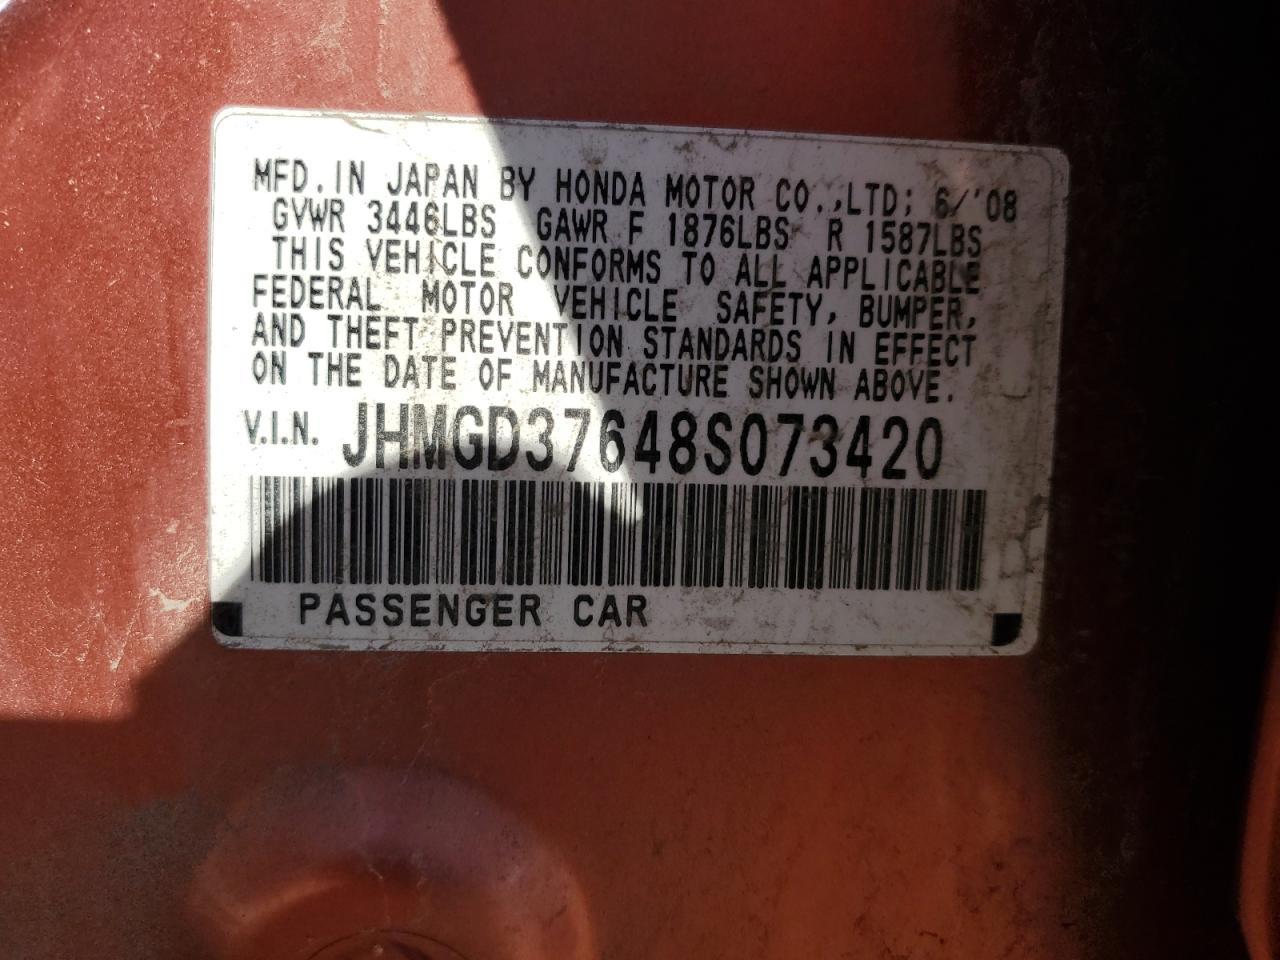 MFD. IN JAPAN BY HONDA MOTOR CO.,LTD; 6/'08
GVWR 3446LBS GAWR F 1876LBS R 1587LBS
THIS VEHICLE CONFORMS TO ALL APPLICABLE
FEDERAL MOTOR VEHICLE SAFETY, BUMPER,
AND THEFT PREVENTION STANDARDS IN EFFECT
ON THE DATE OF MANUFACTURE SHOWN ABOVE.
V.I.N. JHMGD37648S073420
PASSENGER CAR